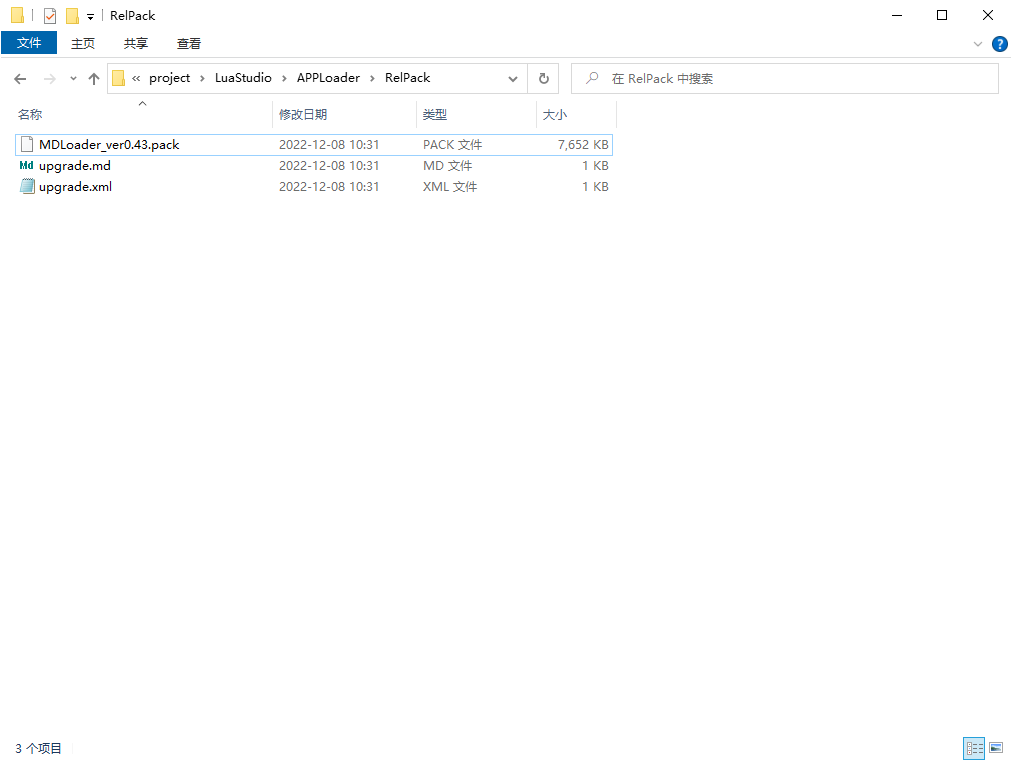 RelPack
文件 主页 共享 查看
« project › LuaStudio › APPLoader › RelPack 在 RelPack 中搜索
名称 修改日期 类型 大小
MDLoader_ver0.43.pack 2022-12-08 10:31 PACK 文件 7,652 KB
Md upgrade.md 2022-12-08 10:31 MD 文件 1 KB
upgrade.xml 2022-12-08 10:31 XML 文件 1 KB
3 个项目